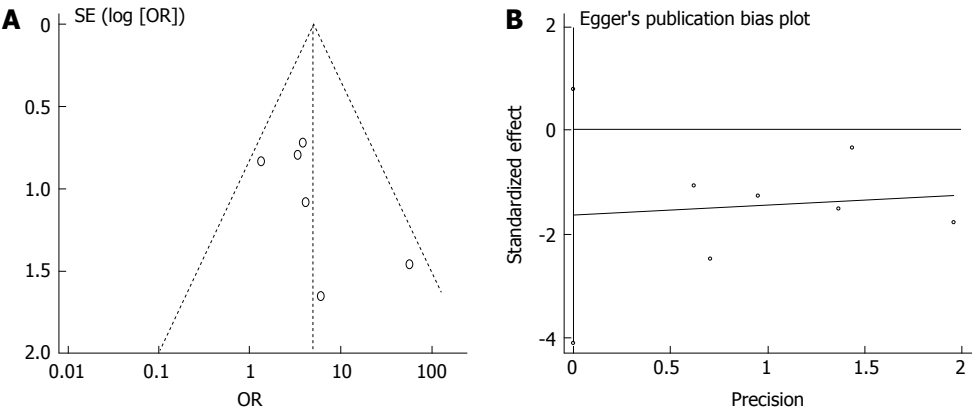 A
SE (log [OR])
0
0.5
1.0
1.5
2.0
0.01
0.1
1
10
100
OR
B
Egger's publication bias plot
2
0
-2
-4
Standardized effect
0
0.5
1
1.5
2
Precision